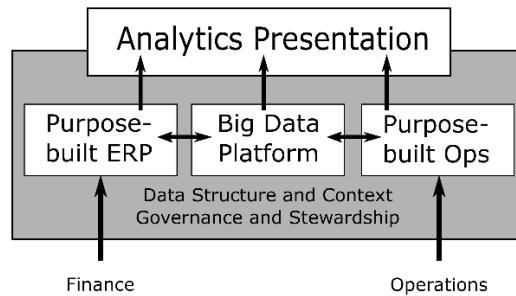 Analytics Presentation
Purpose-
built ERP
Big Data
Platform
Purpose-
built Ops
Data Structure and Context
Governance and Stewardship
Finance
Operations